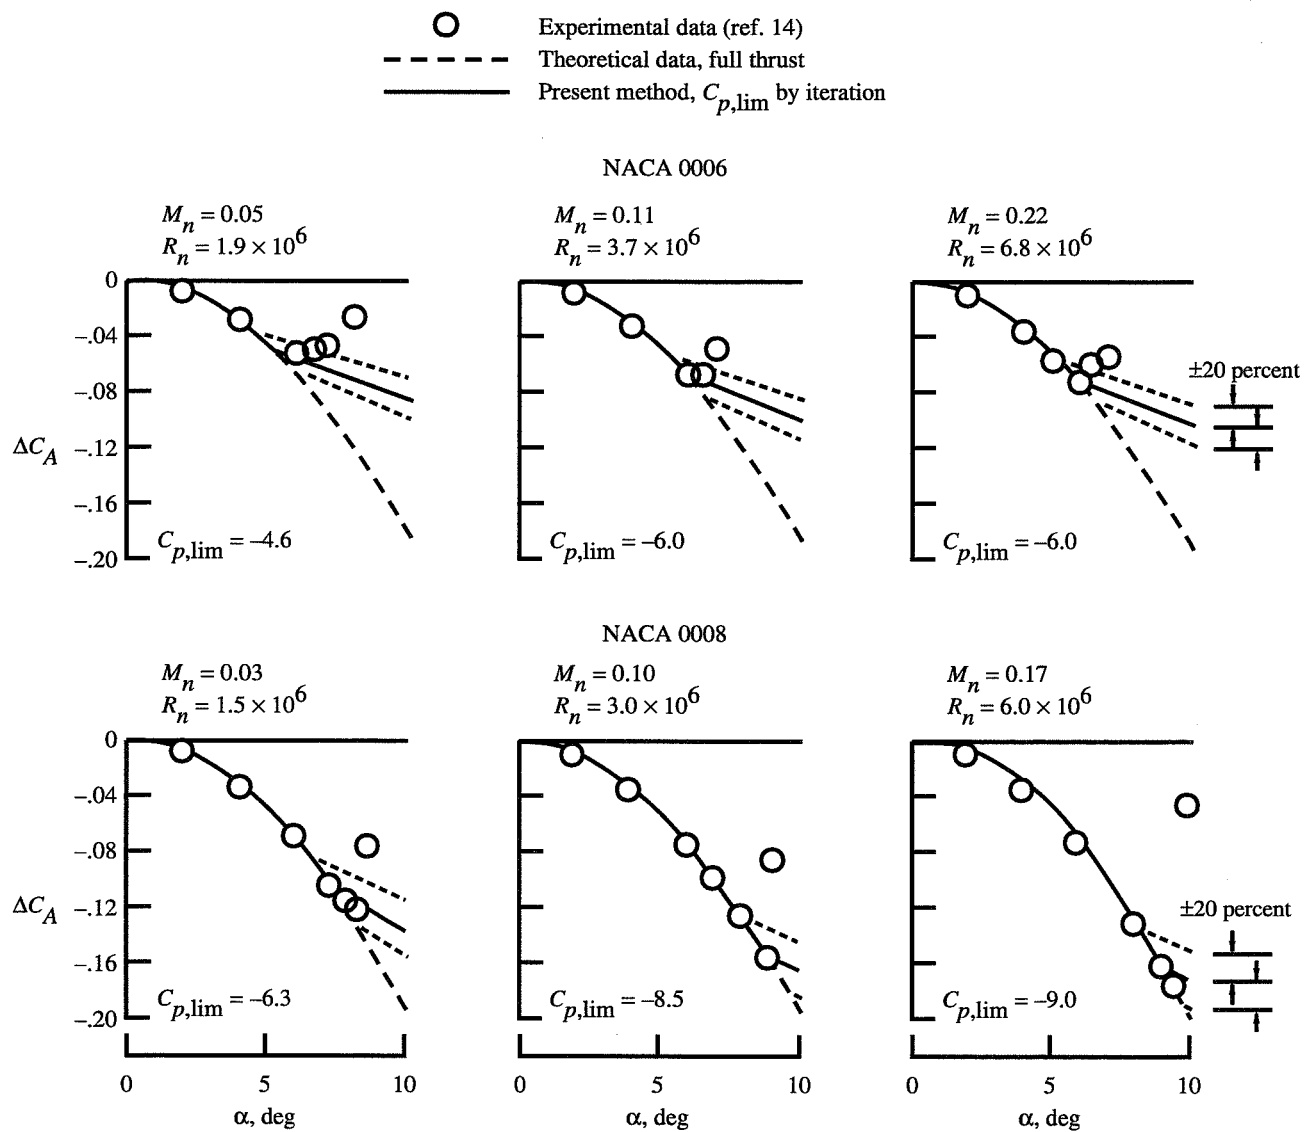 Experimental data (ref. 14)
Theoretical data, full thrust
Present method, Cp,lim by iteration
NACA 0006
Mn = 0.05
Rn = 1.9 × 10^6
Mn = 0.11
Rn = 3.7 × 10^6
Mn = 0.22
Rn = 6.8 × 10^6
0
–.04
–.08
–.12
–.16
–.20
ΔCA
±20 percent
Cp,lim = –4.6
Cp,lim = –6.0
Cp,lim = –6.0
NACA 0008
Mn = 0.03
Rn = 1.5 × 10^6
Mn = 0.10
Rn = 3.0 × 10^6
Mn = 0.17
Rn = 6.0 × 10^6
0
–.04
–.08
–.12
–.16
–.20
ΔCA
±20 percent
Cp,lim = –6.3
Cp,lim = –8.5
Cp,lim = –9.0
0 5 10
0 5 10
0 5 10
α, deg
α, deg
α, deg